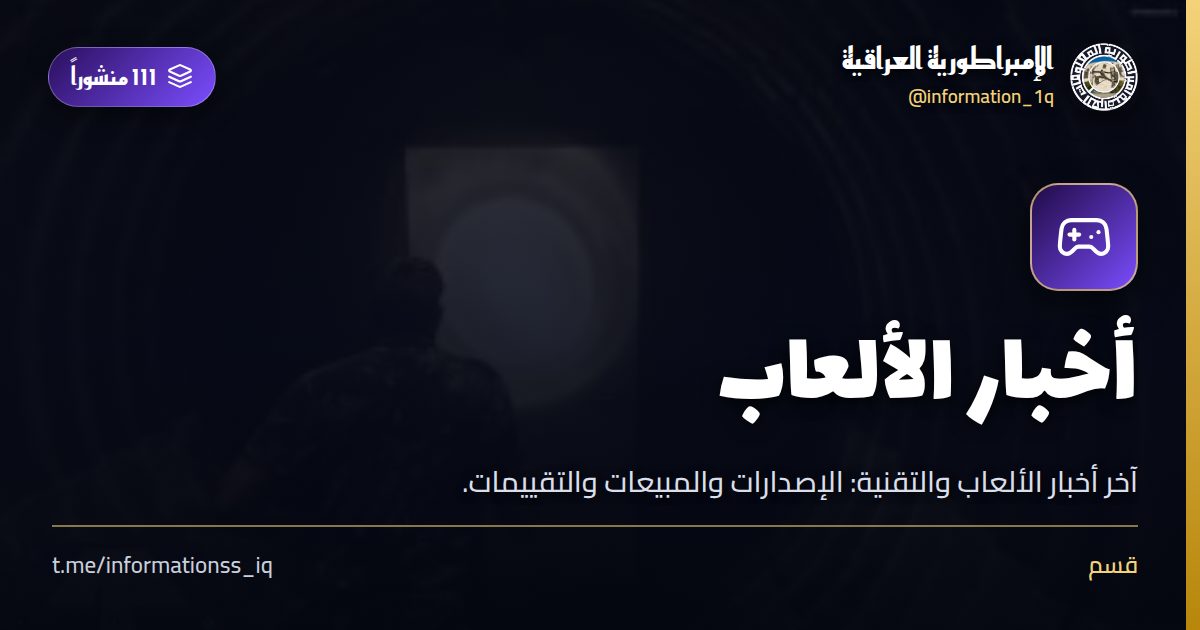 الإمبراطورية العراقية
@information_1q
111 منشوراً
أخبار الألعاب
آخر أخبار الألعاب والتقنية: الإصدارات والمبيعات والتقييمات.
قسم
t.me/informationss_iq